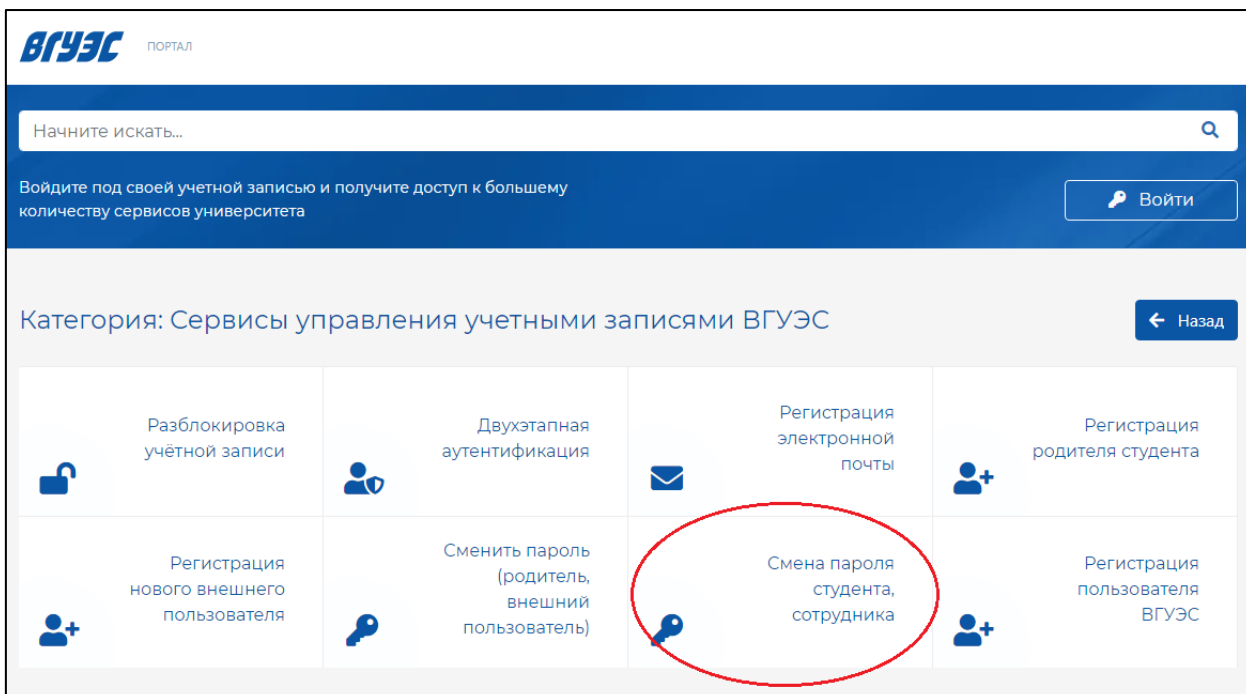 ВГУЭС ПОРТАЛ
Начните искать...
Войдите под своей учетной записью и получите доступ к большему
количеству сервисов университета
Войти
Категория: Сервисы управления учетными записями ВГУЭС
Назад
Разблокировка
учётной записи
Двухэтапная
аутентификация
Регистрация
электронной
почты
Регистрация
родителя студента
Регистрация
нового внешнего
пользователя
Сменить пароль
(родитель,
внешний
пользователь)
Смена пароля
студента,
сотрудника
Регистрация
пользователя
ВГУЭС